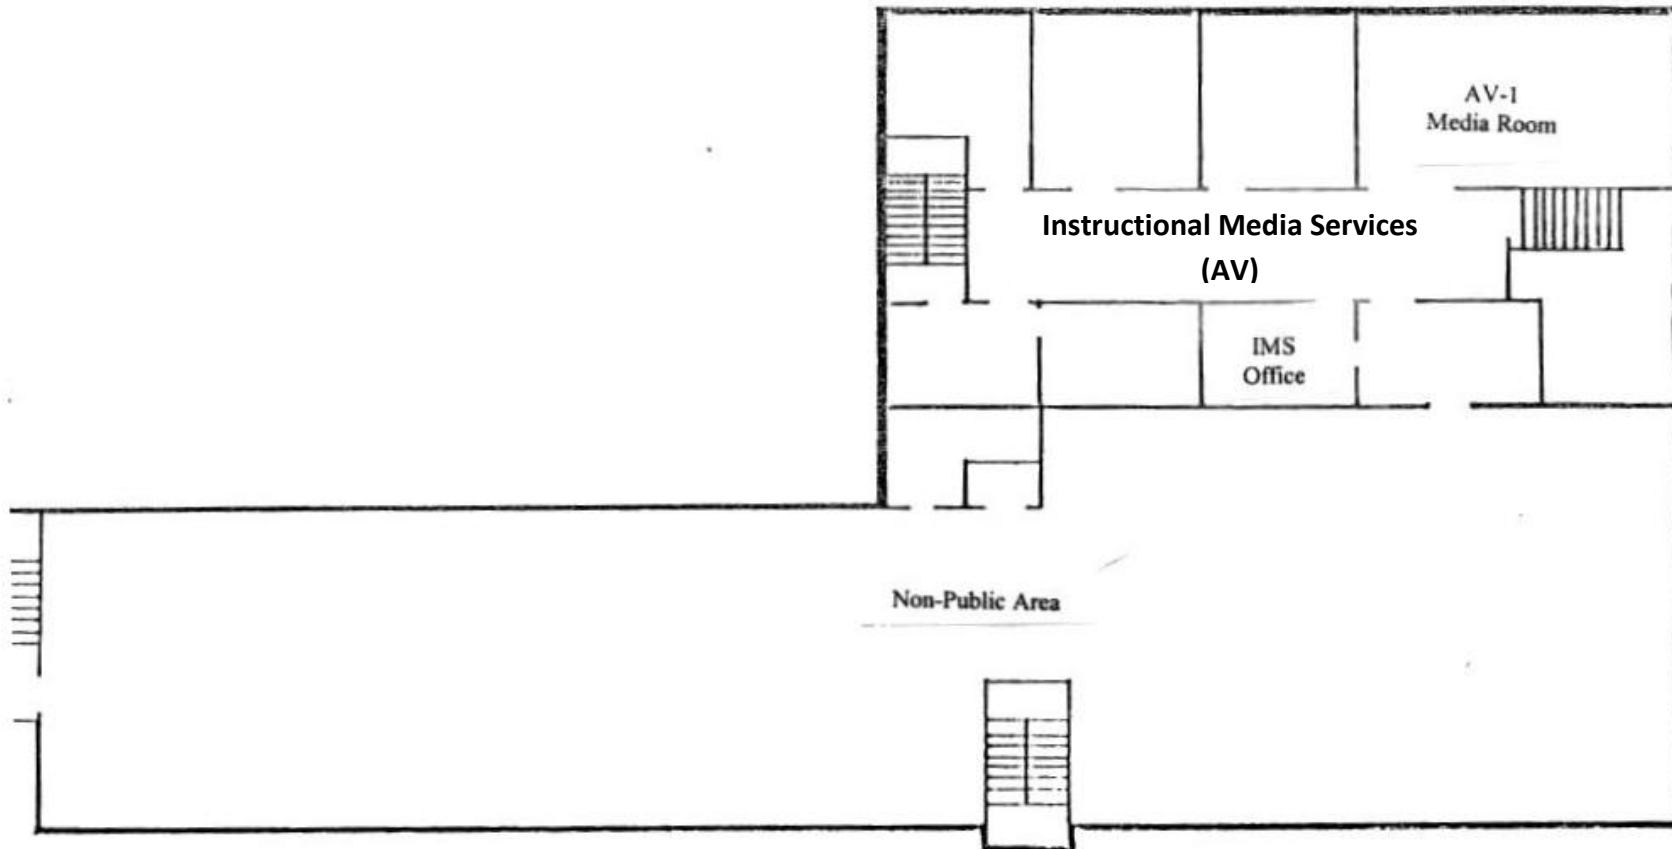 AV-1
Media Room
Instructional Media Services
(AV)
IMS
Office
Non-Public Area